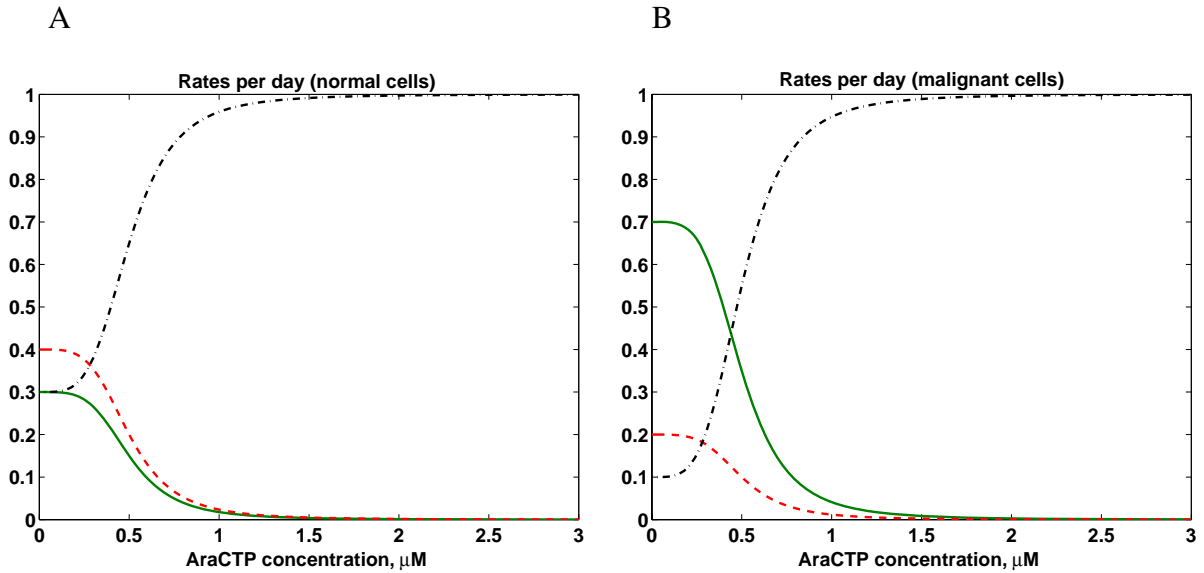 A
B
Rates per day (normal cells)
1
0.9
0.8
0.7
0.6
0.5
0.4
0.3
0.2
0.1
0
0 0.5 1 1.5 2 2.5 3
AraCTP concentration, μM
Rates per day (malignant cells)
1
0.9
0.8
0.7
0.6
0.5
0.4
0.3
0.2
0.1
0
0 0.5 1 1.5 2 2.5 3
AraCTP concentration, μM